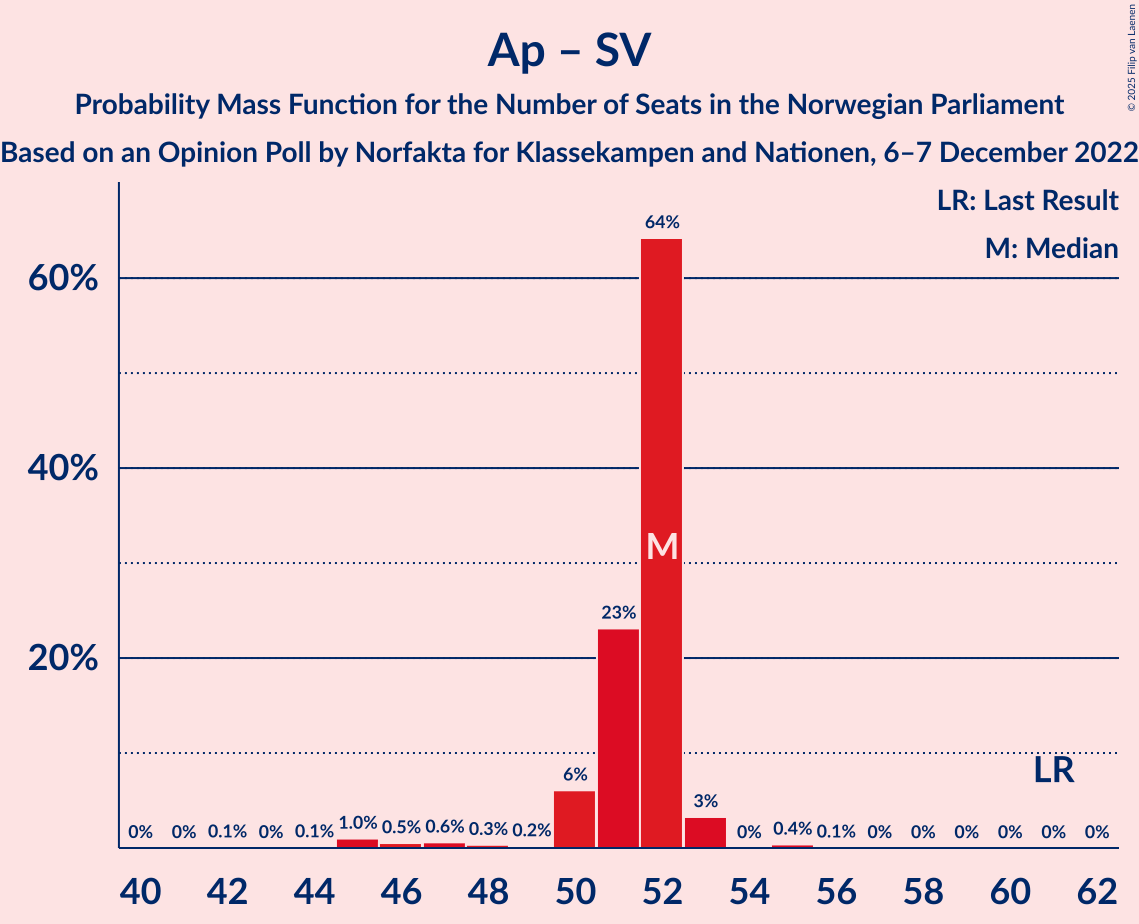 Ap – SV
Probability Mass Function for the Number of Seats in the Norwegian Parliament
Based on an Opinion Poll by Norfakta for Klassekampen and Nationen, 6–7 December 2022
© 2025 Filip van Laenen
LR: Last Result
M: Median
60%
40%
20%
0% 0% 0.1% 0% 0.1% 1.0% 0.5% 0.6% 0.3% 0.2% 6% 23% 64% 3% 0% 0.4% 0.1% 0% 0% 0% 0% 0% 0%
M
LR
40 42 44 46 48 50 52 54 56 58 60 62